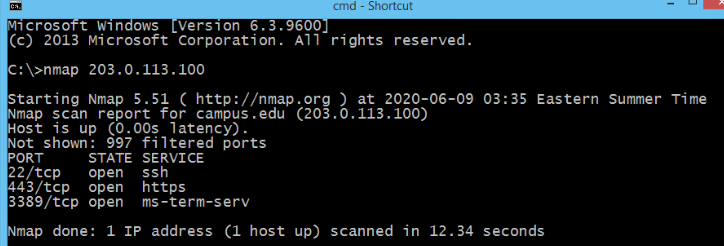 cmd - Shortcut
Microsoft Windows [Version 6.3.9600]
(c) 2013 Microsoft Corporation. All rights reserved.
C:\>nmap 203.0.113.100
Starting Nmap 5.51 ( http://nmap.org ) at 2020-06-09 03:35 Eastern Summer Time
Nmap scan report for campus.edu (203.0.113.100)
Host is up (0.00s latency).
Not shown: 997 filtered ports
PORT     STATE SERVICE
22/tcp   open  ssh
443/tcp  open  https
3389/tcp open  ms-term-serv
Nmap done: 1 IP address (1 host up) scanned in 12.34 seconds